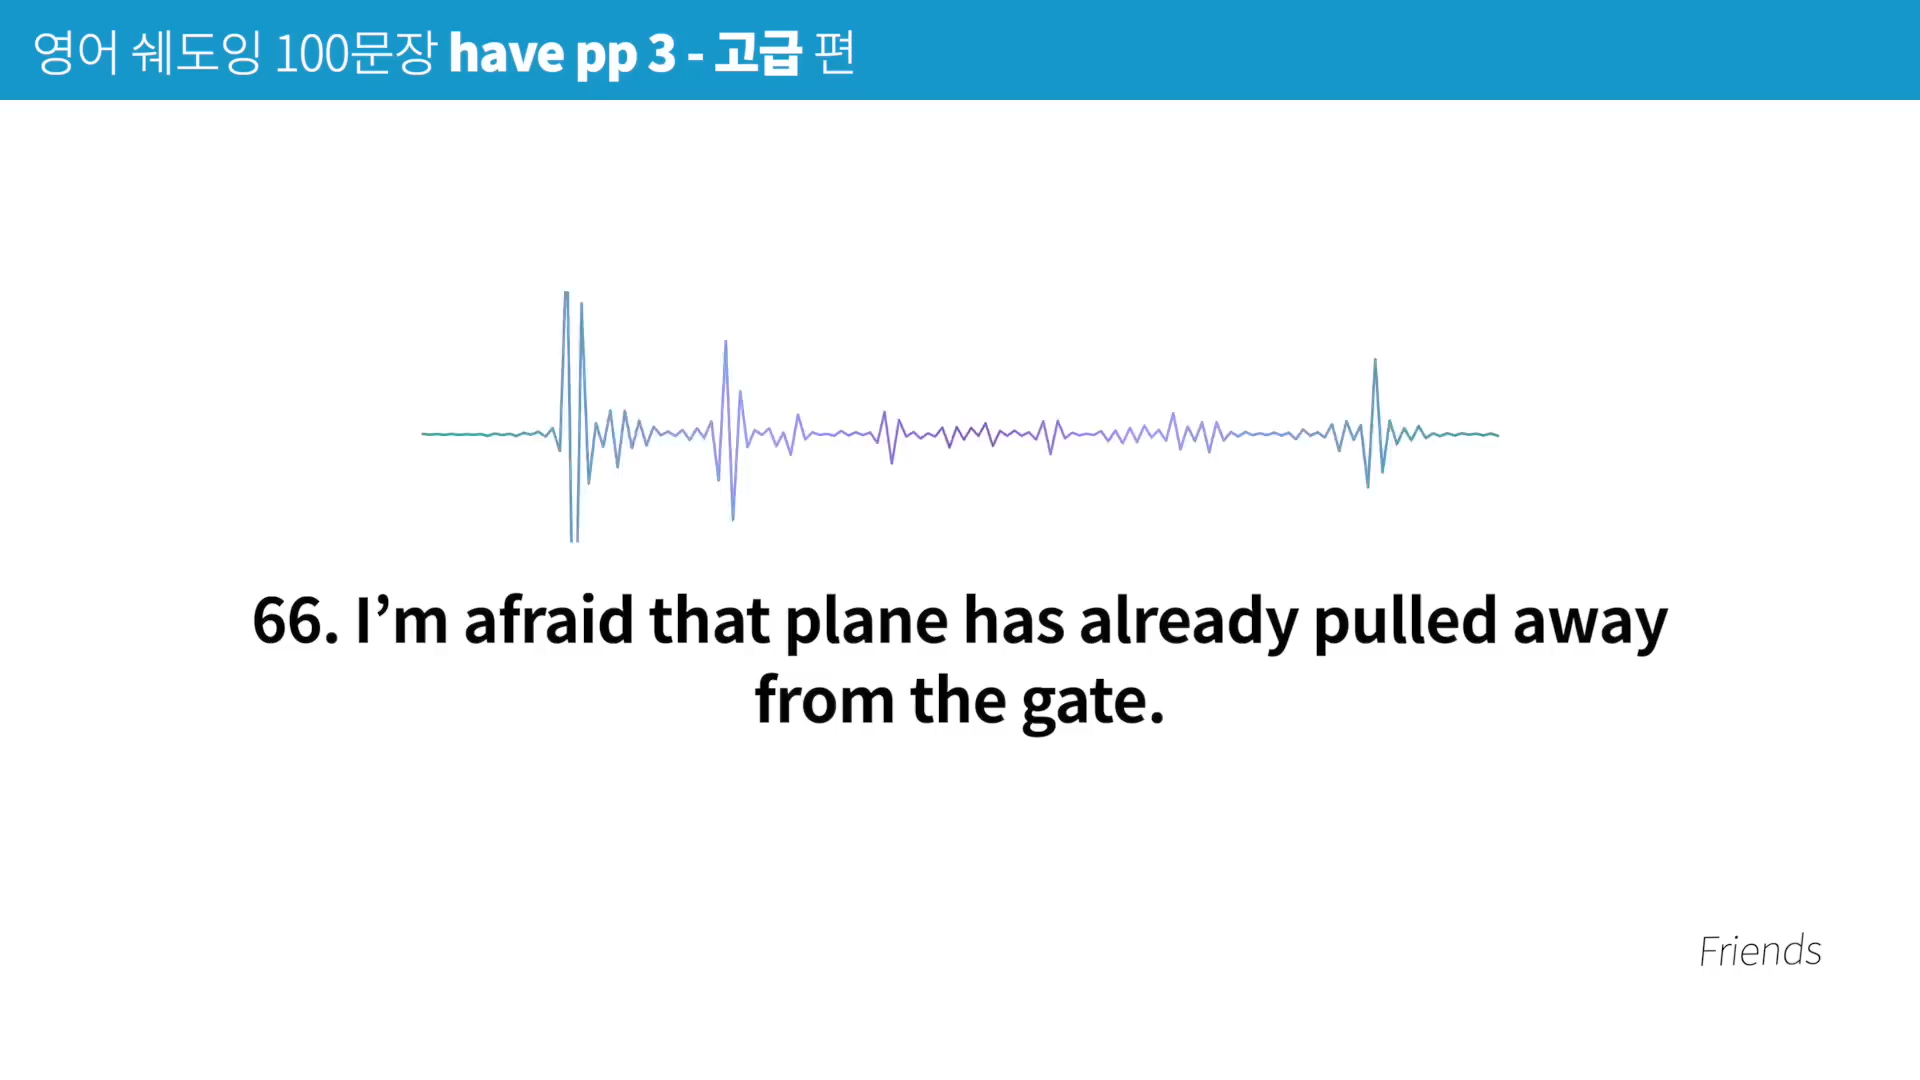 영어 쉐도잉 100문장 have pp 3 - 고급 편
66. I’m afraid that plane has already pulled away
from the gate.
Friends